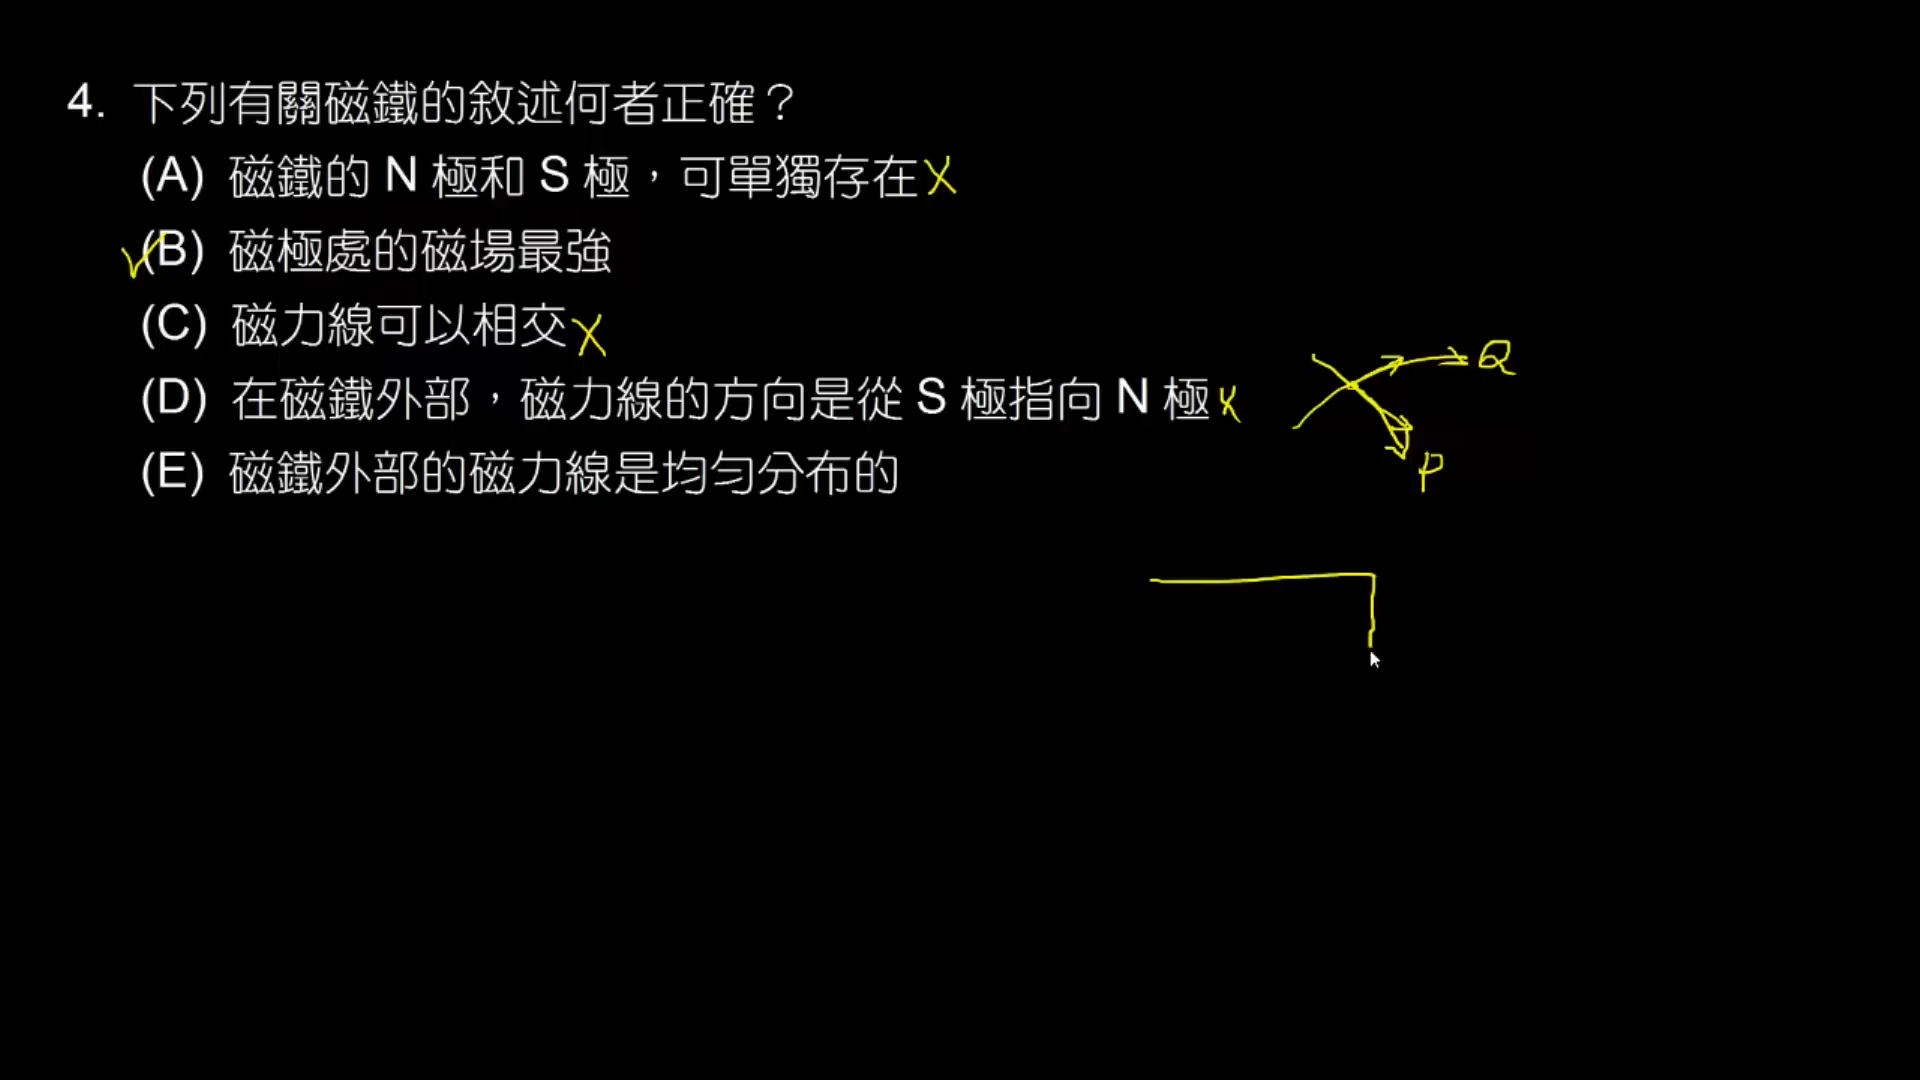 4. 下列有關磁鐵的敘述何者正確？
(A) 磁鐵的 N 極和 S 極，可單獨存在 X
✓(B) 磁極處的磁場最強
(C) 磁力線可以相交 X
(D) 在磁鐵外部，磁力線的方向是從 S 極指向 N 極 X
(E) 磁鐵外部的磁力線是均勻分布的
Q
P